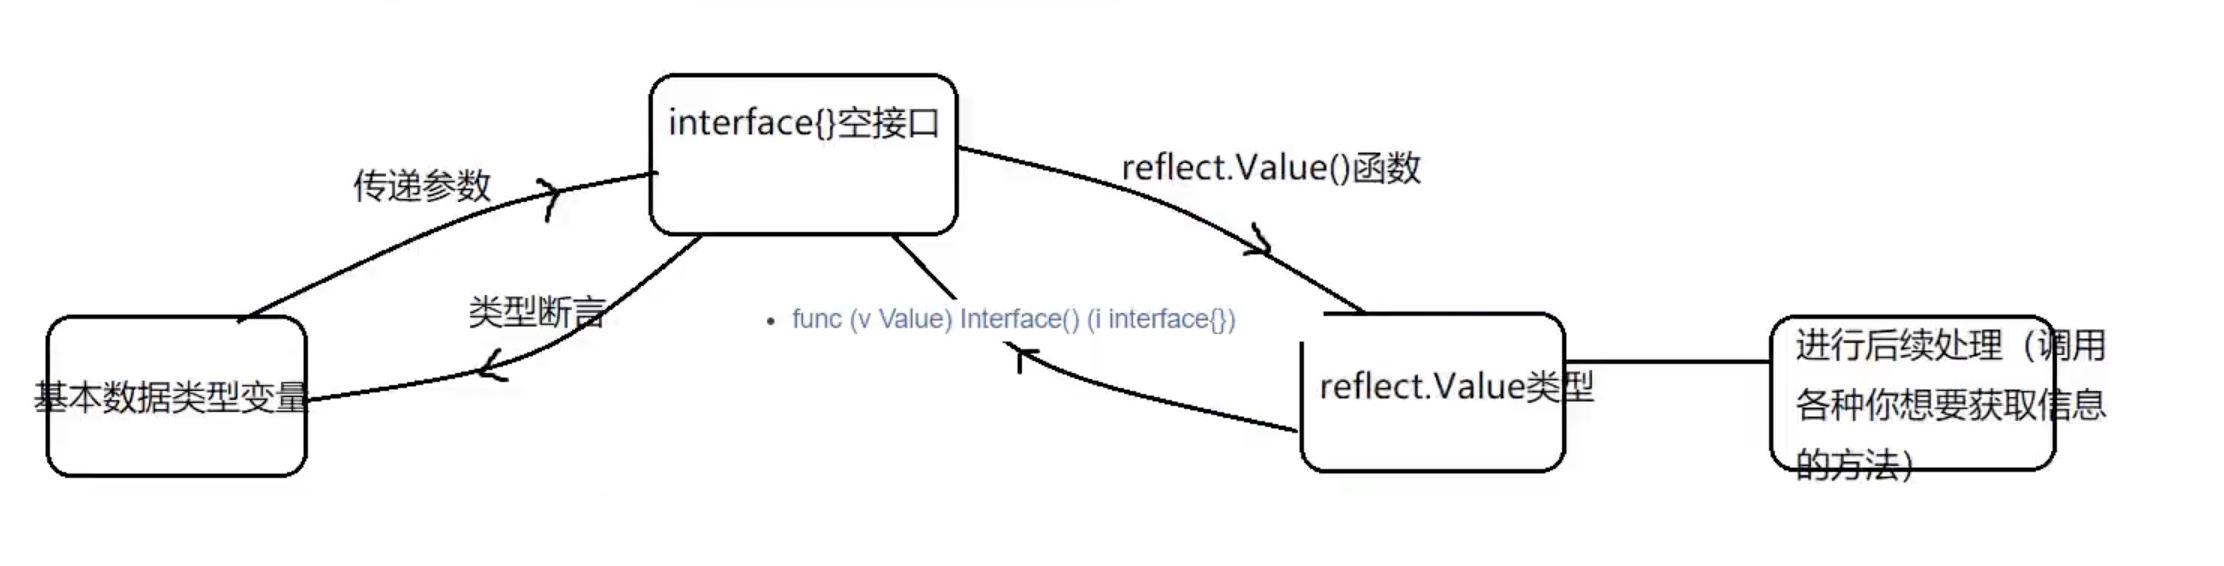 interface{}空接口
传递参数
reflect.Value()函数
类型断言
• func (v Value) Interface() (i interface{})
基本数据类型变量
reflect.Value类型
进行后续处理（调用
各种你想要获取信息
的方法）